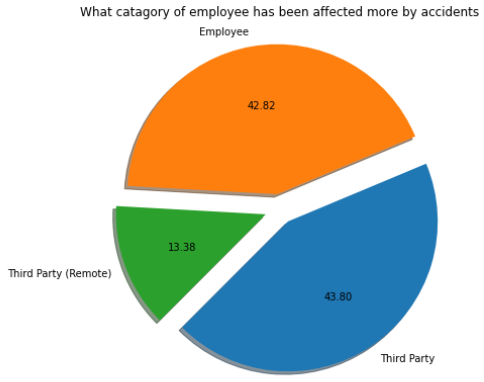 What catagory of employee has been affected more by accidents
Employee
42.82
13.38
Third Party (Remote)
43.80
Third Party